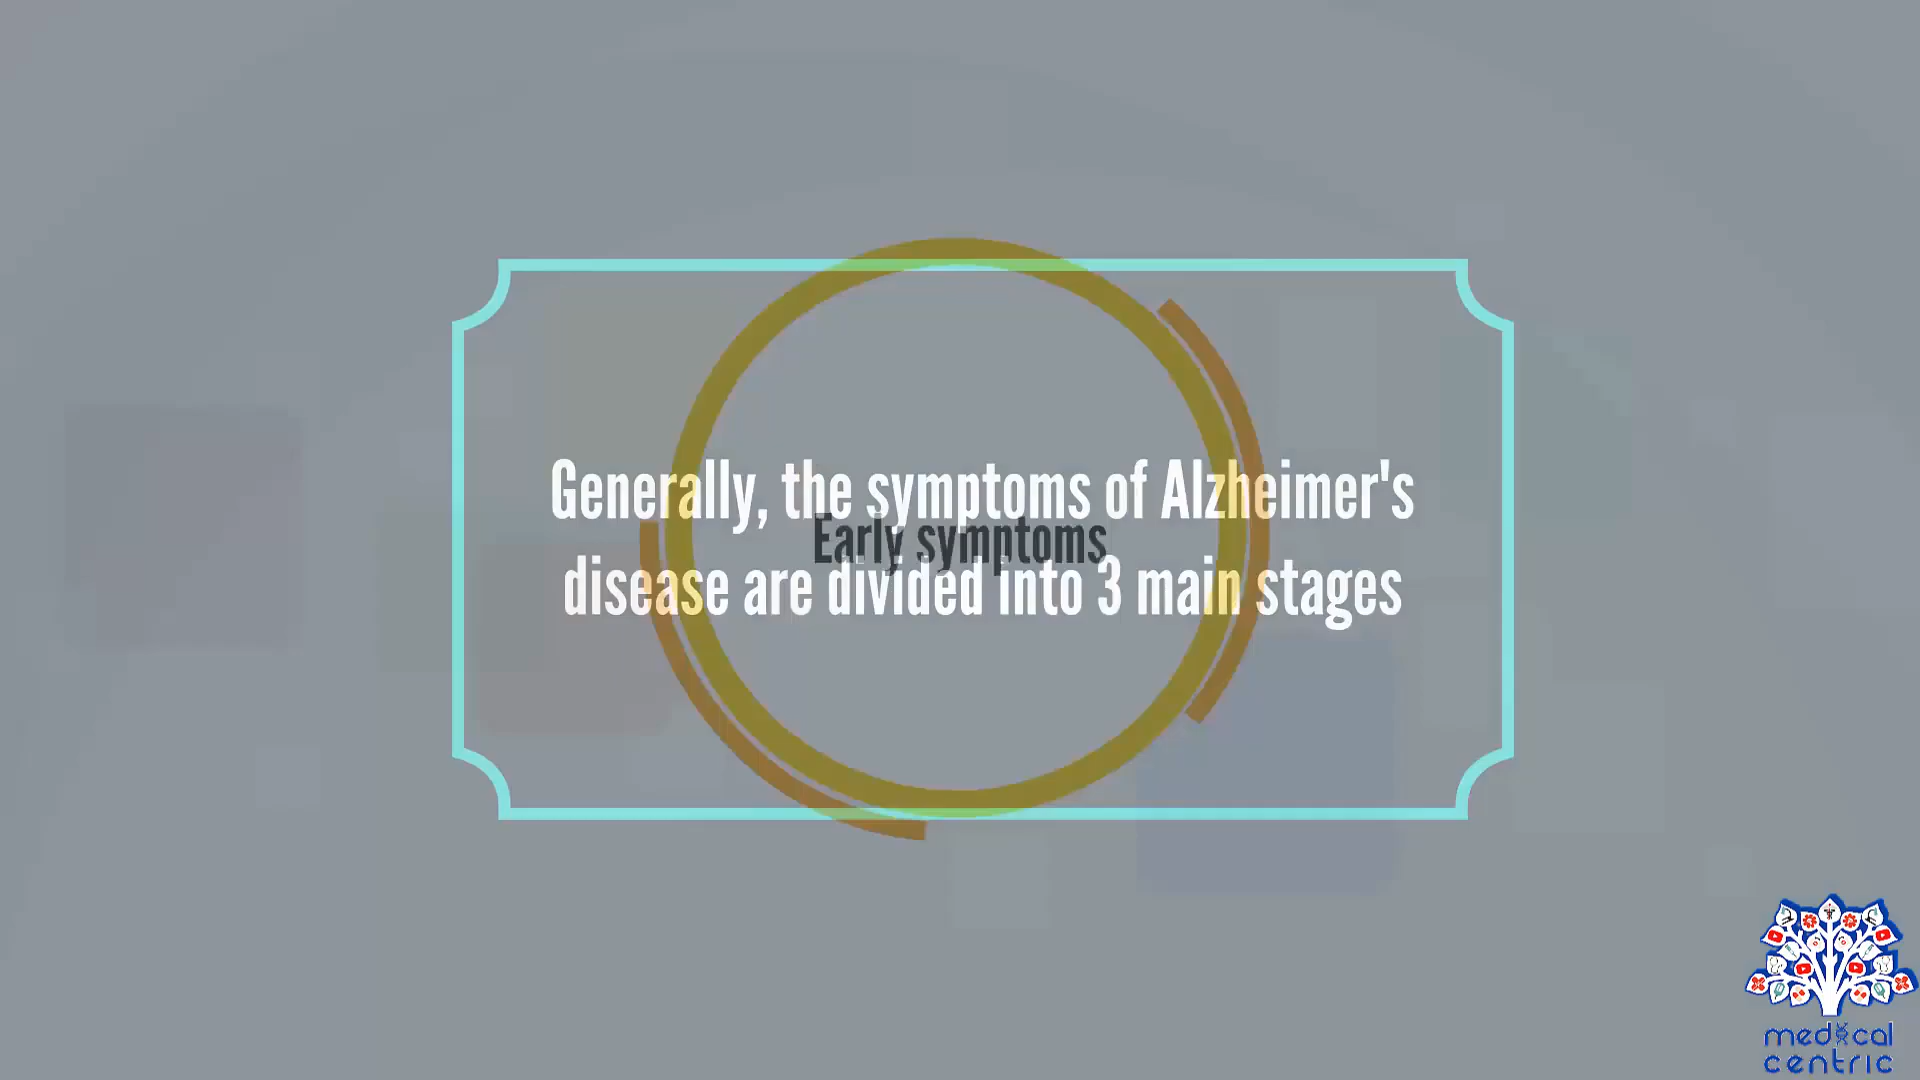 Generally, the symptoms of Alzheimer's
Early symptoms
disease are divided into 3 main stages
medical
centric